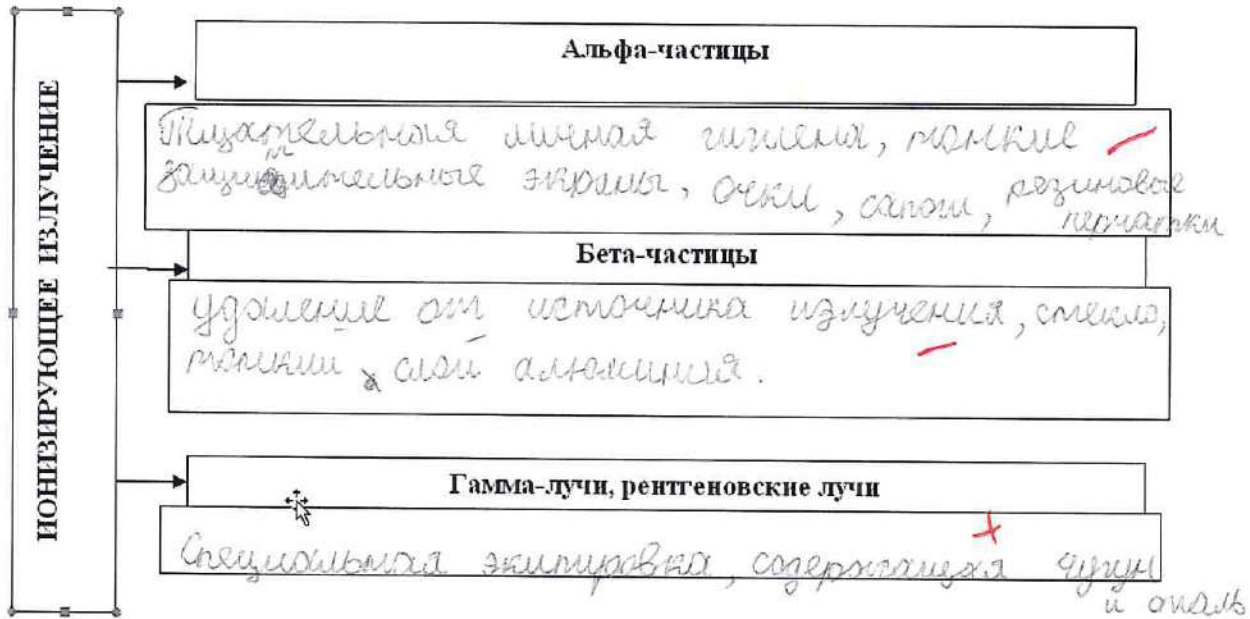 ИОНИЗИРУЮЩЕЕ ИЗЛУЧЕНИЕ
Альфа-частицы
Тщательная личная гигиена, тонкие
защитительные экраны, очки, сапоги, резиновые
перчатки
Бета-частицы
удаление от источника излучения, стекло,
тонкий слой алюминия.
Гамма-лучи, рентгеновские лучи
Специальная экипировка, содержащая чугун
и сталь